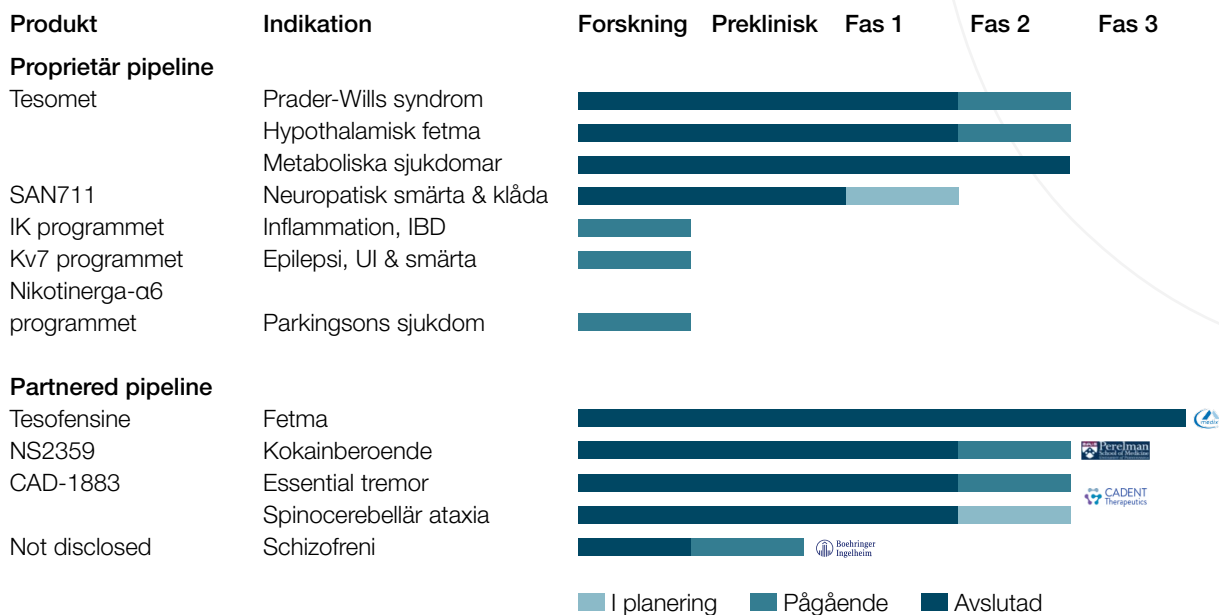 Produkt Indikation Forskning Preklinisk Fas 1 Fas 2 Fas 3
Proprietär pipeline
Tesomet Prader-Wills syndrom
Hypothalamisk fetma
Metaboliska sjukdomar
SAN711 Neuropatisk smärta & klåda
IK programmet Inflammation, IBD
Kv7 programmet Epilepsi, UI & smärta
Nikotinerga-α6
programmet Parkingsons sjukdom
Partnered pipeline
Tesofensine Fetma
medix
NS2359 Kokainberoende
Perelman
School of Medicine
CAD-1883 Essential tremor
CADENT
Therapeutics
Spinocerebellär ataxia
Not disclosed Schizofreni
Boehringer
Ingelheim
I planering Pågående Avslutad